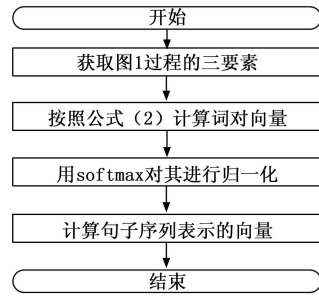 开始
获取图1过程的三要素
按照公式（2）计算词对向量
用softmax对其进行归一化
计算句子序列表示的向量
结束